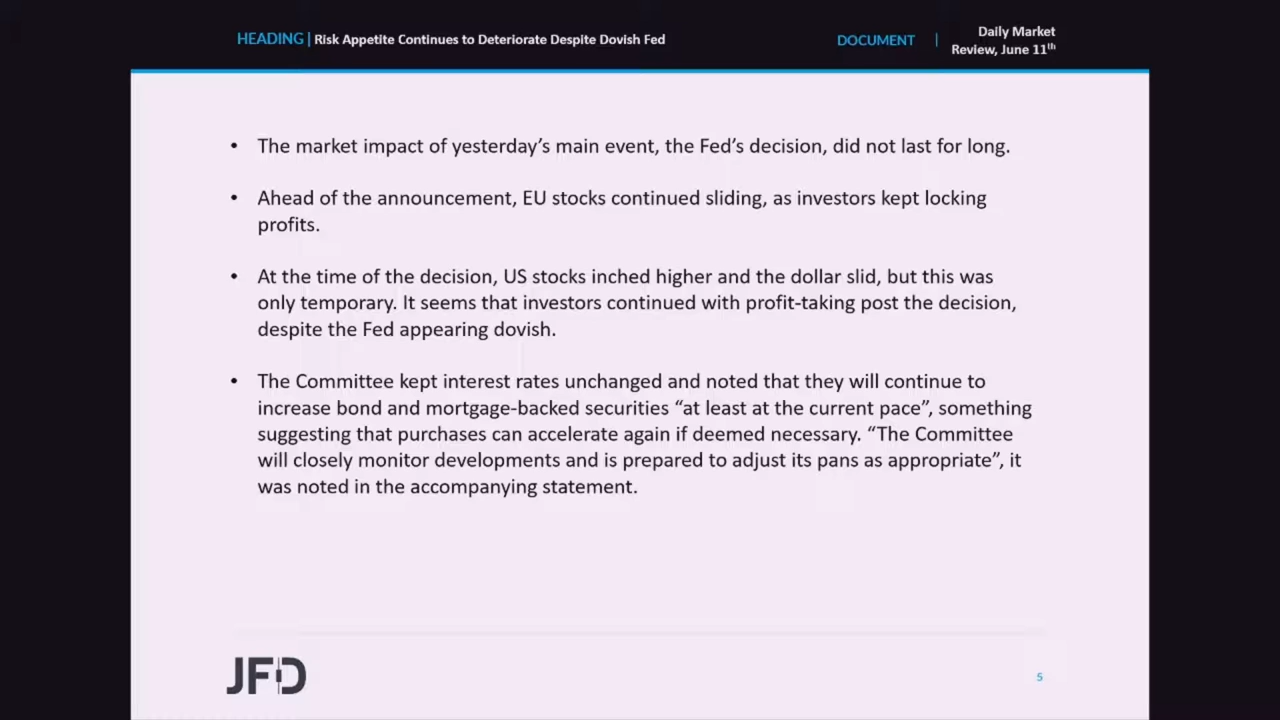 HEADING | Risk Appetite Continues to Deteriorate Despite Dovish Fed
DOCUMENT | Daily Market
Review, June 11th
• The market impact of yesterday’s main event, the Fed’s decision, did not last for long.
• Ahead of the announcement, EU stocks continued sliding, as investors kept locking
profits.
• At the time of the decision, US stocks inched higher and the dollar slid, but this was
only temporary. It seems that investors continued with profit-taking post the decision,
despite the Fed appearing dovish.
• The Committee kept interest rates unchanged and noted that they will continue to
increase bond and mortgage-backed securities “at least at the current pace”, something
suggesting that purchases can accelerate again if deemed necessary. “The Committee
will closely monitor developments and is prepared to adjust its pans as appropriate”, it
was noted in the accompanying statement.
JFD
5